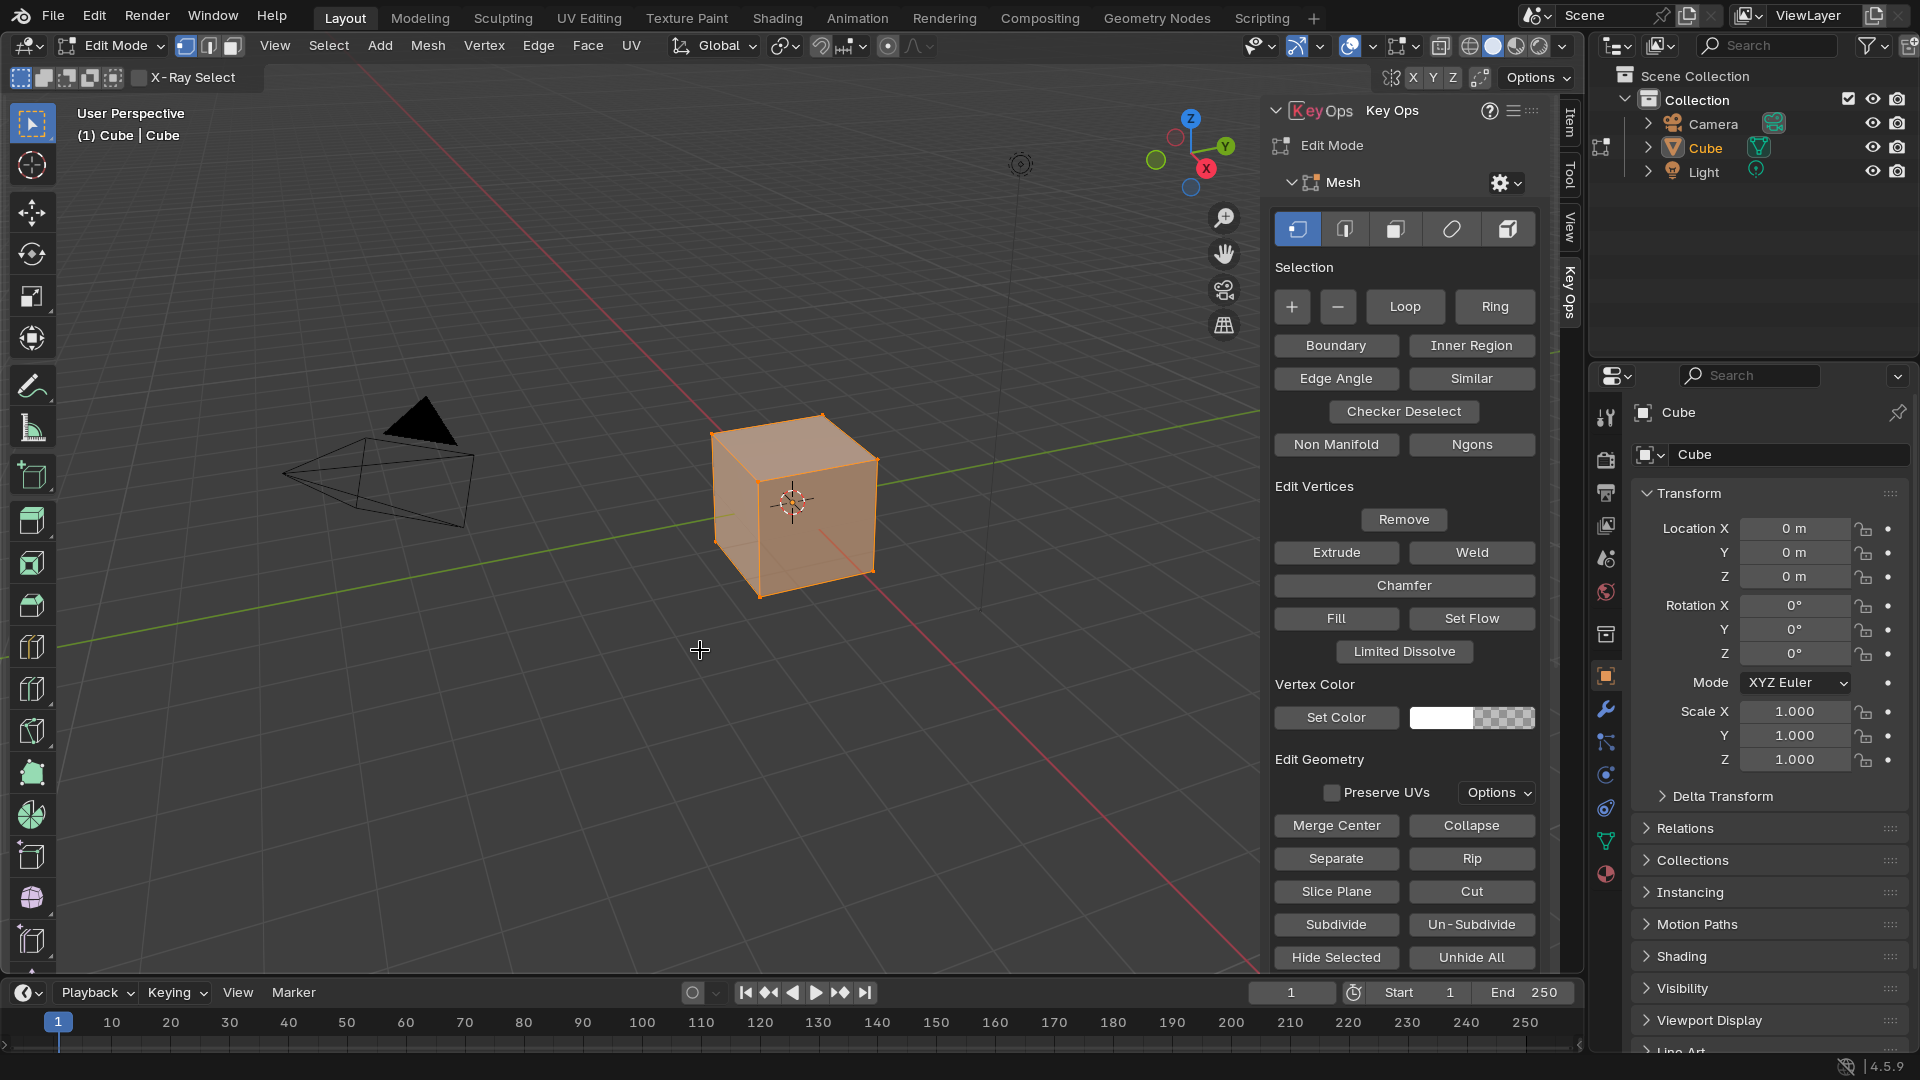 File Edit Render Window Help Layout Modeling Sculpting UV Editing Texture Paint Shading Animation Rendering Compositing Geometry Nodes Scripting + Scene ViewLayer
Edit Mode View Select Add Mesh Vertex Edge Face UV Global Search
X-Ray Select X Y Z Options
Scene Collection
Collection
Camera
Cube
Light
User Perspective
(1) Cube | Cube
Z
Y
X
KeyOps Key Ops
Edit Mode
Mesh
Item
Tool
View
Key Ops
Selection
+ − Loop Ring
Boundary Inner Region
Edge Angle Similar
Checker Deselect
Non Manifold Ngons
Edit Vertices
Remove
Extrude Weld
Chamfer
Fill Set Flow
Limited Dissolve
Vertex Color
Set Color
Edit Geometry
Preserve UVs Options
Merge Center Collapse
Separate Rip
Slice Plane Cut
Subdivide Un-Subdivide
Hide Selected Unhide All
Search
Cube
Cube
Transform
Location X 0 m
Y 0 m
Z 0 m
Rotation X 0°
Y 0°
Z 0°
Mode XYZ Euler
Scale X 1.000
Y 1.000
Z 1.000
Delta Transform
Relations
Collections
Instancing
Motion Paths
Shading
Visibility
Viewport Display
Line Art
Playback Keying View Marker 1 Start 1 End 250
1 10 20 30 40 50 60 70 80 90 100 110 120 130 140 150 160 170 180 190 200 210 220 230 240 250
4.5.9